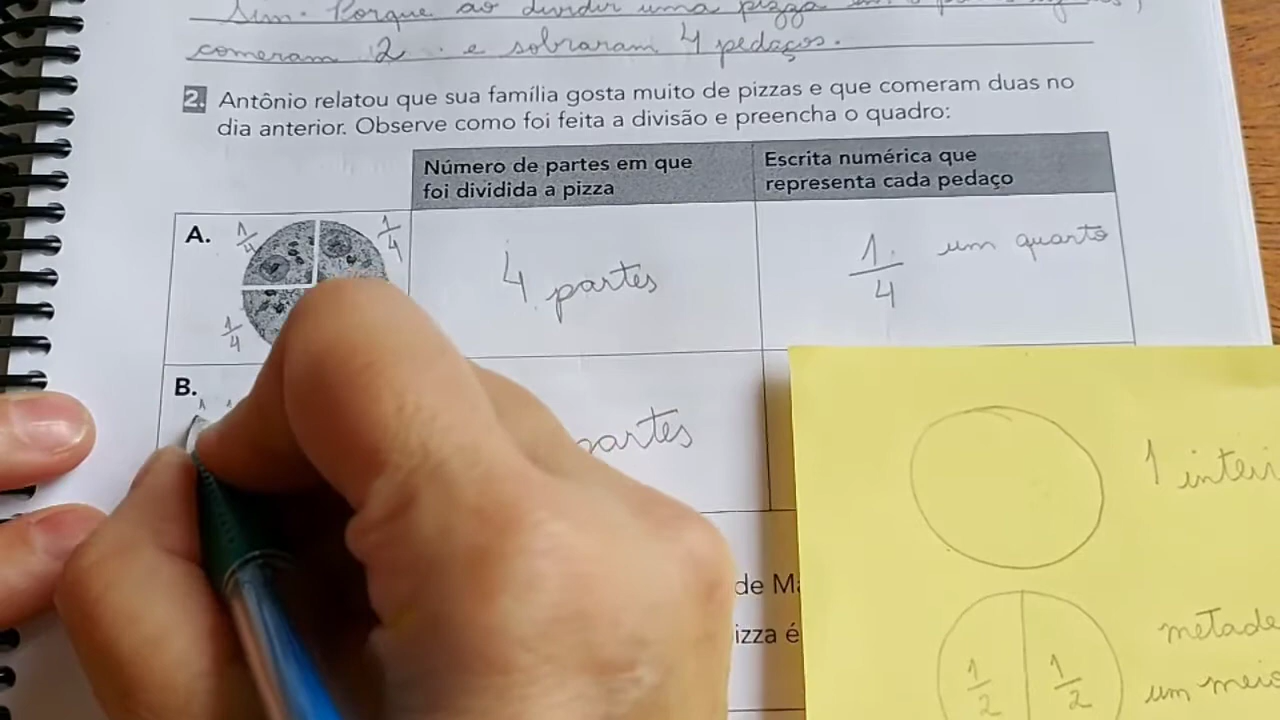 Sim. Porque ao dividir uma pizza
comeram 2 e sobraram 4 pedaços.
2. Antônio relatou que sua família gosta muito de pizzas e que comeram duas no
dia anterior. Observe como foi feita a divisão e preencha o quadro:
Número de partes em que
foi dividida a pizza
Escrita numérica que
representa cada pedaço
A. 1/4 1/4
1/4
4 partes
1/4 um quarto
B.
partes
1 intei
de M
izza é
metade
1/2 1/2 um meio